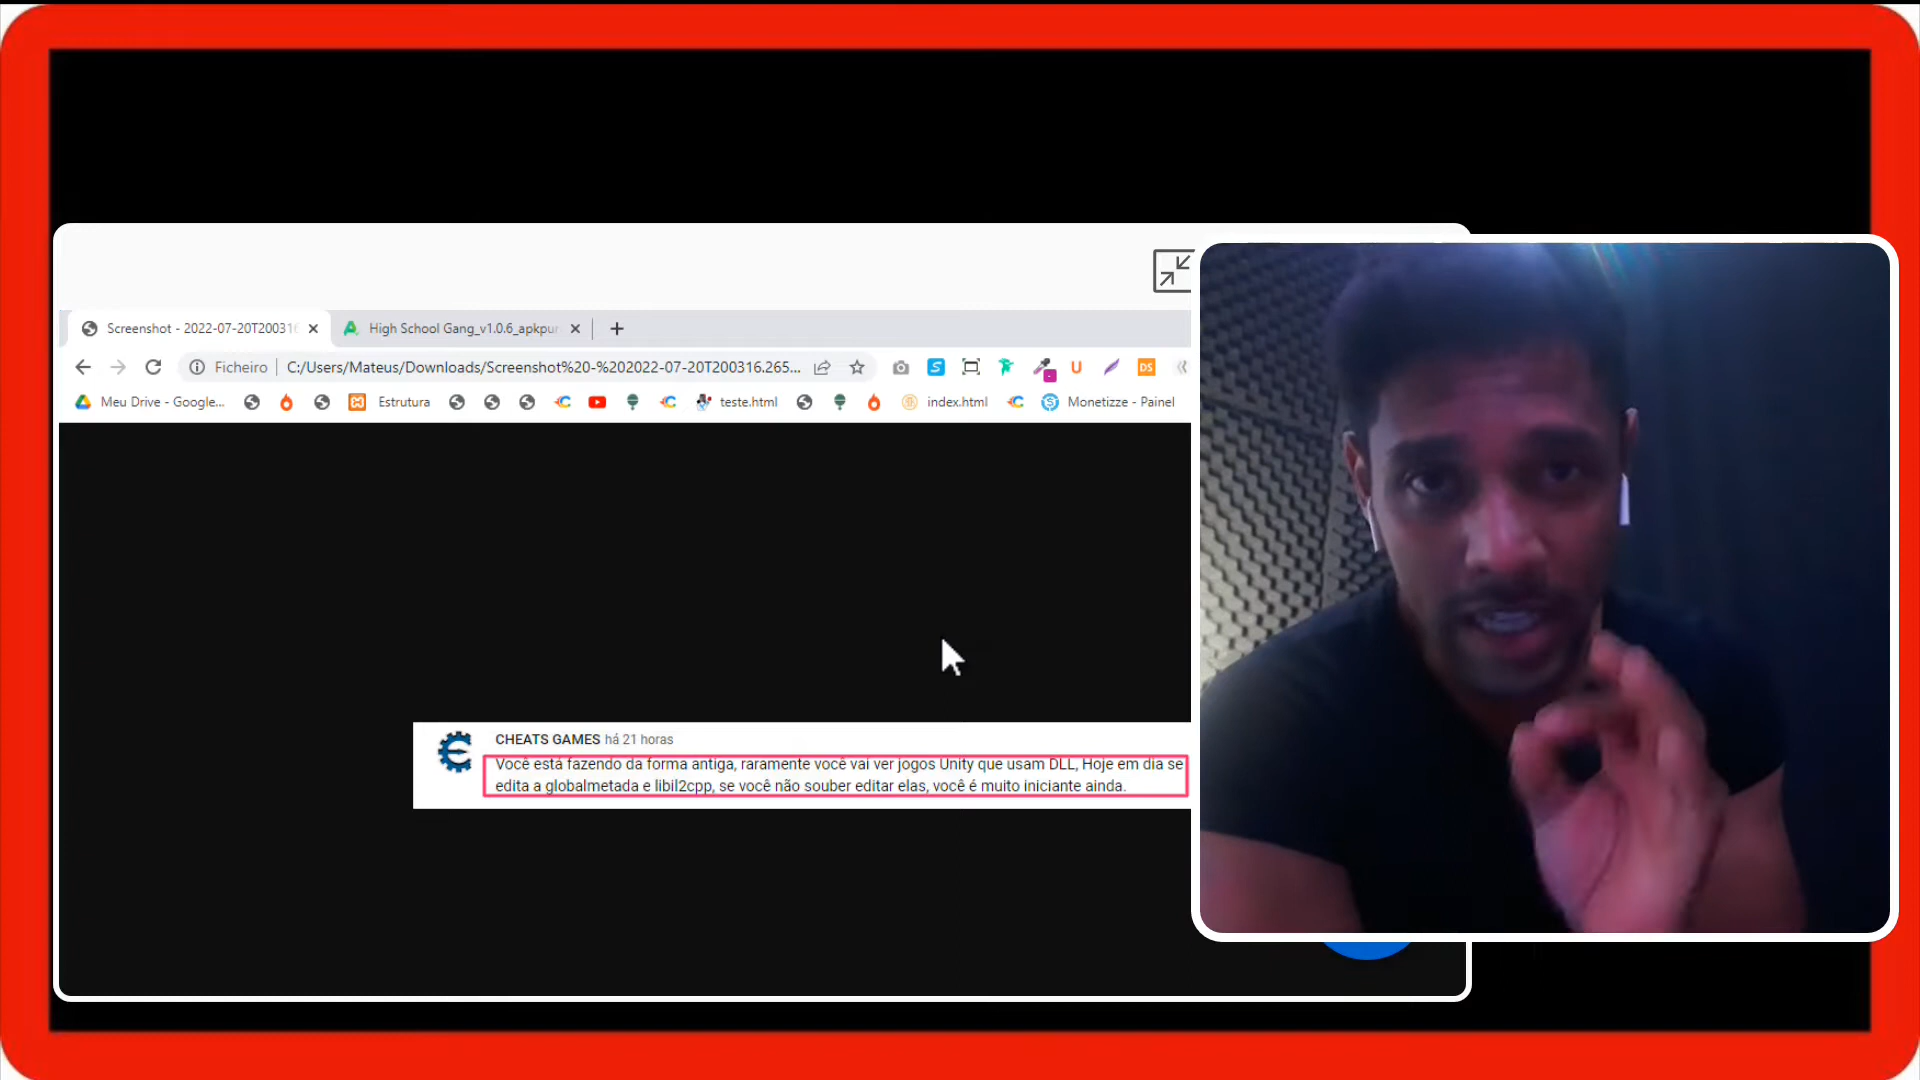 Screenshot - 2022-07-20T200316
High School Gang_v1.0.6_apkpur
Ficheiro
C:/Users/Mateus/Downloads/Screenshot%20-%202022-07-20T200316.265...
Meu Drive - Google...
Estrutura
teste.html
index.html
Monetizze - Painel
CHEATS GAMES há 21 horas
Você está fazendo da forma antiga, raramente você vai ver jogos Unity que usam DLL, Hoje em dia se
edita a globalmetada e libil2cpp, se você não souber editar elas, você é muito iniciante ainda.